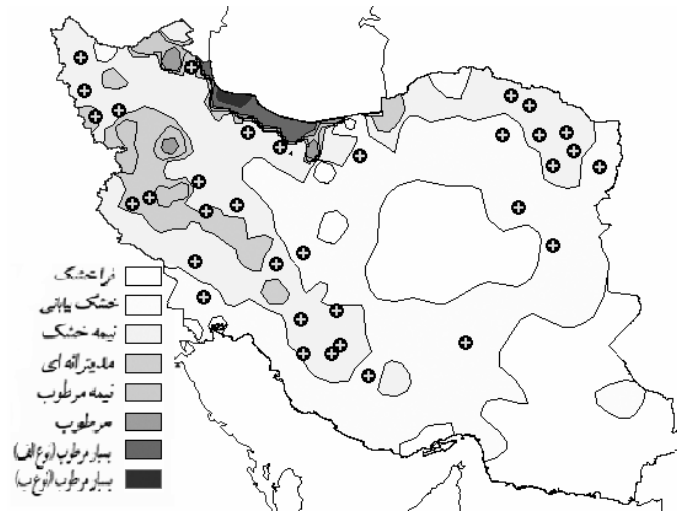 فراخشک
خشک بیابانی
نیمه خشک
مدیترانه ای
نیمه مرطوب
مرطوب
بسیار مرطوب (نوع الف)
بسیار مرطوب (نوع ب)